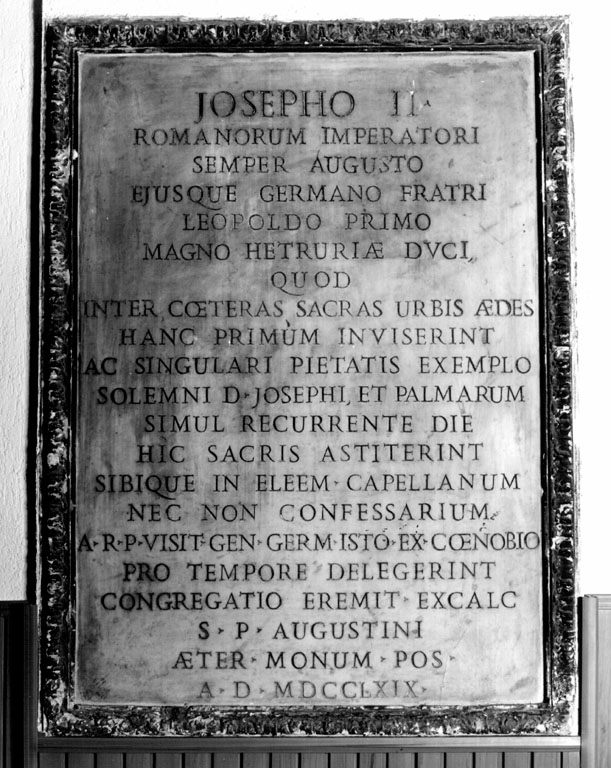 JOSEPHO II·
ROMANORUM IMPERATORI
SEMPER AUGUSTO
EJUSQUE GERMANO FRATRI
LEOPOLDO PRIMO
MAGNO HETRURIÆ DVCI,
QUOD
INTER CŒTERAS SACRAS URBIS ÆDES
HANC PRIMÙM INVISERINT
AC SINGULARI PIETATIS EXEMPLO
SOLEMNI D·JOSEPHI, ET PALMARUM
SIMUL RECURRENTE DIE
HIC SACRIS ASTITERINT
SIBIQUE IN ELEEM·CAPELLANUM
NEC NON CONFESSARIUM
A·R·P·VISIT·GEN·GERM·ISTO·EX·CŒNOBIO
PRO TEMPORE DELEGERINT
CONGREGATIO EREMIT·EXCALC
S·P·AUGUSTINI
ÆTER·MONUM·POS·
A·D·MDCCLXIX·